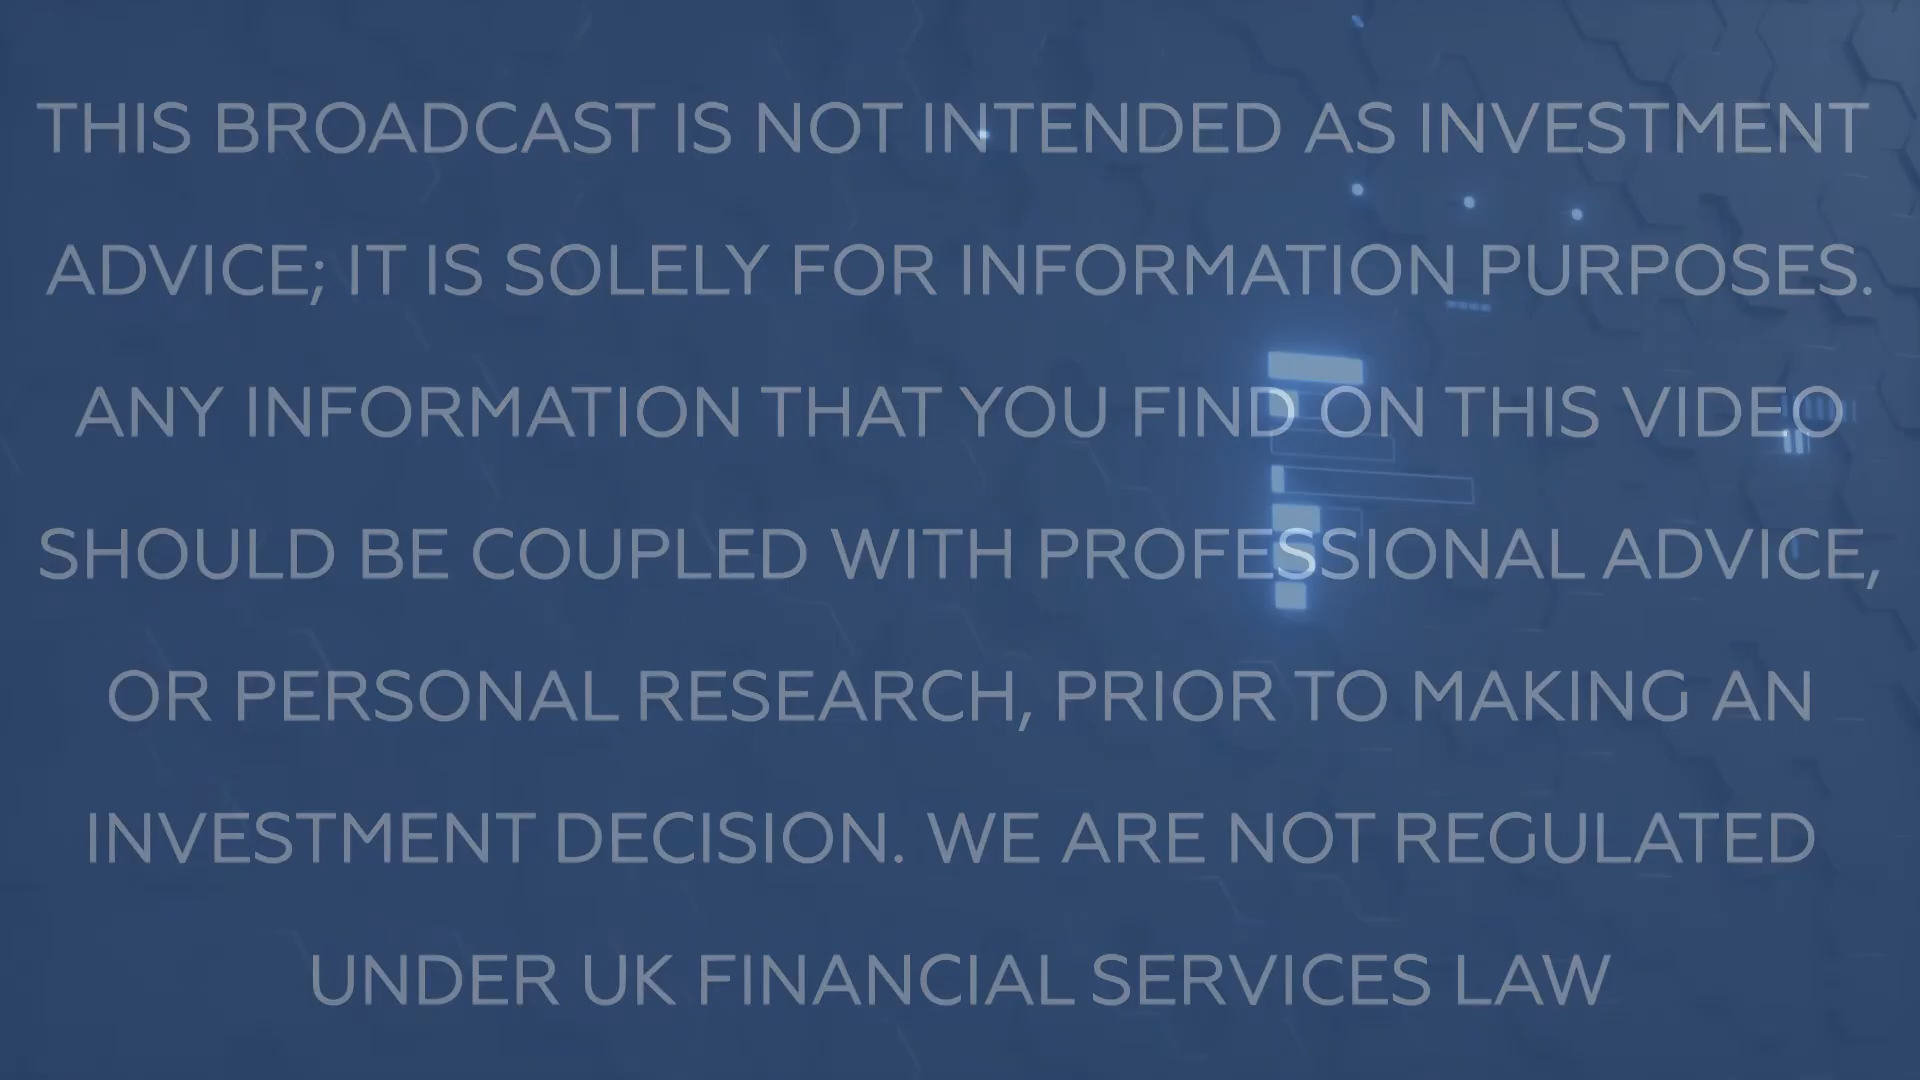 THIS BROADCAST IS NOT INTENDED AS INVESTMENT
ADVICE; IT IS SOLELY FOR INFORMATION PURPOSES.
ANY INFORMATION THAT YOU FIND ON THIS VIDEO
SHOULD BE COUPLED WITH PROFESSIONAL ADVICE,
OR PERSONAL RESEARCH, PRIOR TO MAKING AN
INVESTMENT DECISION. WE ARE NOT REGULATED
UNDER UK FINANCIAL SERVICES LAW